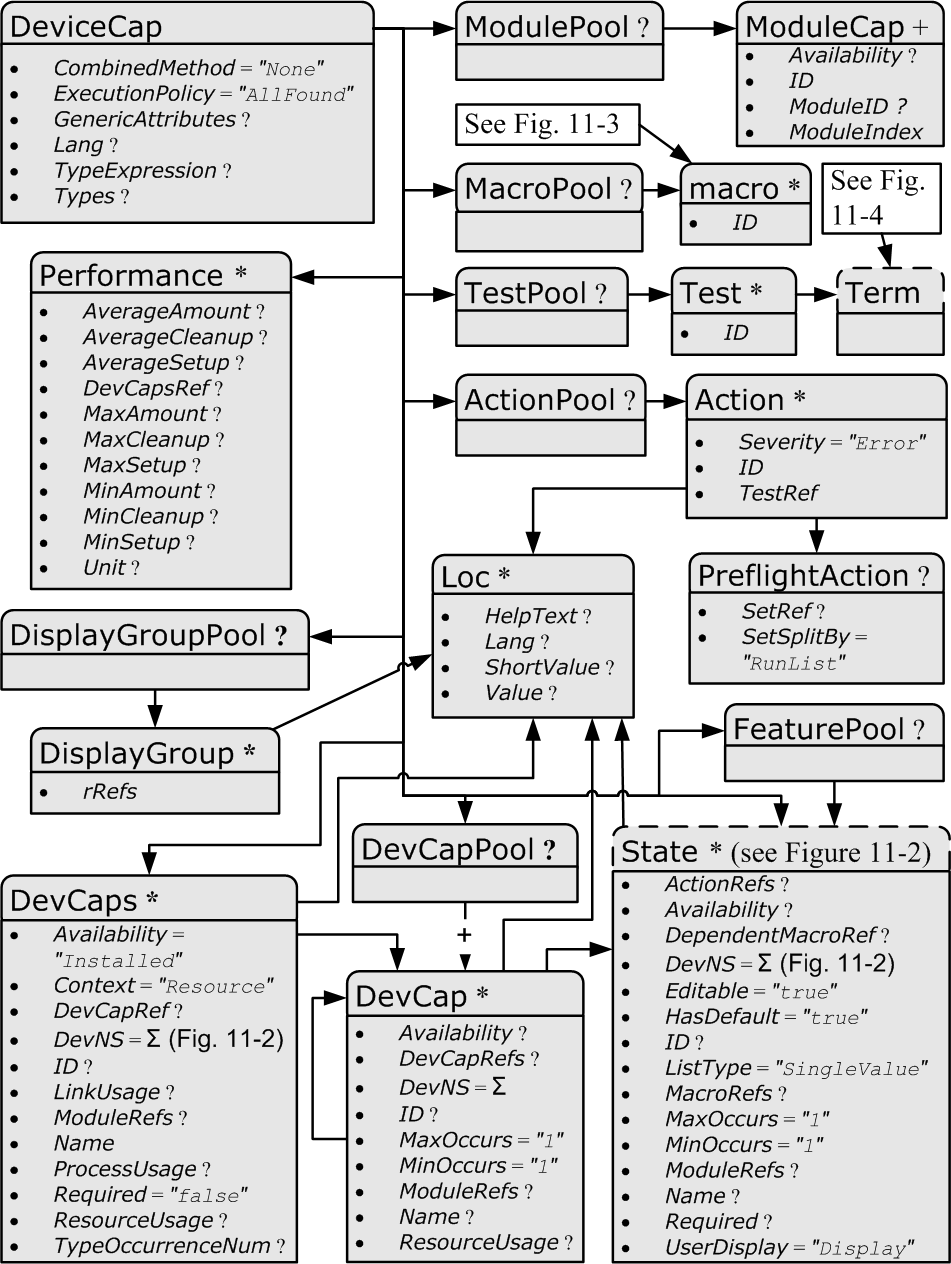 DeviceCap
• CombinedMethod = "None"
• ExecutionPolicy = "AllFound"
• GenericAttributes ?
• Lang ?
• TypeExpression ?
• Types ?
ModulePool ?
ModuleCap +
• Availability ?
• ID
• ModuleID ?
• ModuleIndex
See Fig. 11-3
MacroPool ?
macro *
• ID
See Fig.
11-4
Performance *
• AverageAmount ?
• AverageCleanup ?
• AverageSetup ?
• DevCapsRef ?
• MaxAmount ?
• MaxCleanup ?
• MaxSetup ?
• MinAmount ?
• MinCleanup ?
• MinSetup ?
• Unit ?
TestPool ?
Test *
• ID
Term
ActionPool ?
Action *
• Severity = "Error"
• ID
• TestRef
Loc *
• HelpText ?
• Lang ?
• ShortValue ?
• Value ?
PreflightAction ?
• SetRef ?
• SetSplitBy =
"RunList"
DisplayGroupPool ?
DisplayGroup *
• rRefs
FeaturePool ?
DevCapPool ?
+
State * (see Figure 11-2)
• ActionRefs ?
• Availability ?
• DependentMacroRef ?
• DevNS = Σ (Fig. 11-2)
• Editable = "true"
• HasDefault = "true"
• ID ?
• ListType = "SingleValue"
• MacroRefs ?
• MaxOccurs = "1"
• MinOccurs = "1"
• ModuleRefs ?
• Name ?
• Required ?
• UserDisplay = "Display"
DevCaps *
• Availability =
"Installed"
• Context = "Resource"
• DevCapRef ?
• DevNS = Σ (Fig. 11-2)
• ID ?
• LinkUsage ?
• ModuleRefs ?
• Name
• ProcessUsage ?
• Required = "false"
• ResourceUsage ?
• TypeOccurrenceNum ?
DevCap *
• Availability ?
• DevCapRefs ?
• DevNS = Σ
• ID ?
• MaxOccurs = "1"
• MinOccurs = "1"
• ModuleRefs ?
• Name ?
• ResourceUsage ?